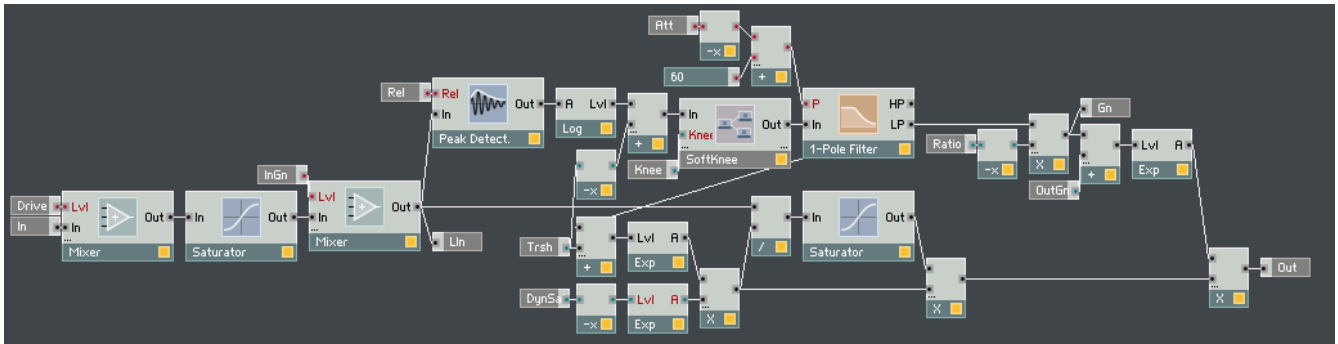 Att
-x
60
...
+
Rel
Rel
In
Out
Peak Detect.
A
Lvl
Log
...
+
In
Knee
Out
...
...
SoftKnee
Knee
P
In
HP
LP
1-Pole Filter
Ratio
-x
...
X
Gn
...
+
OutGn
Lvl
A
Exp
InGn
Drive
In
Lvl
In
...
Out
Mixer
In
Out
Saturator
Lvl
In
...
Out
Mixer
LIn
-x
Trsh
...
+
Lvl
A
Exp
/
In
Out
Saturator
DynSa
-x
Lvl
A
Exp
...
X
...
X
...
X
Out